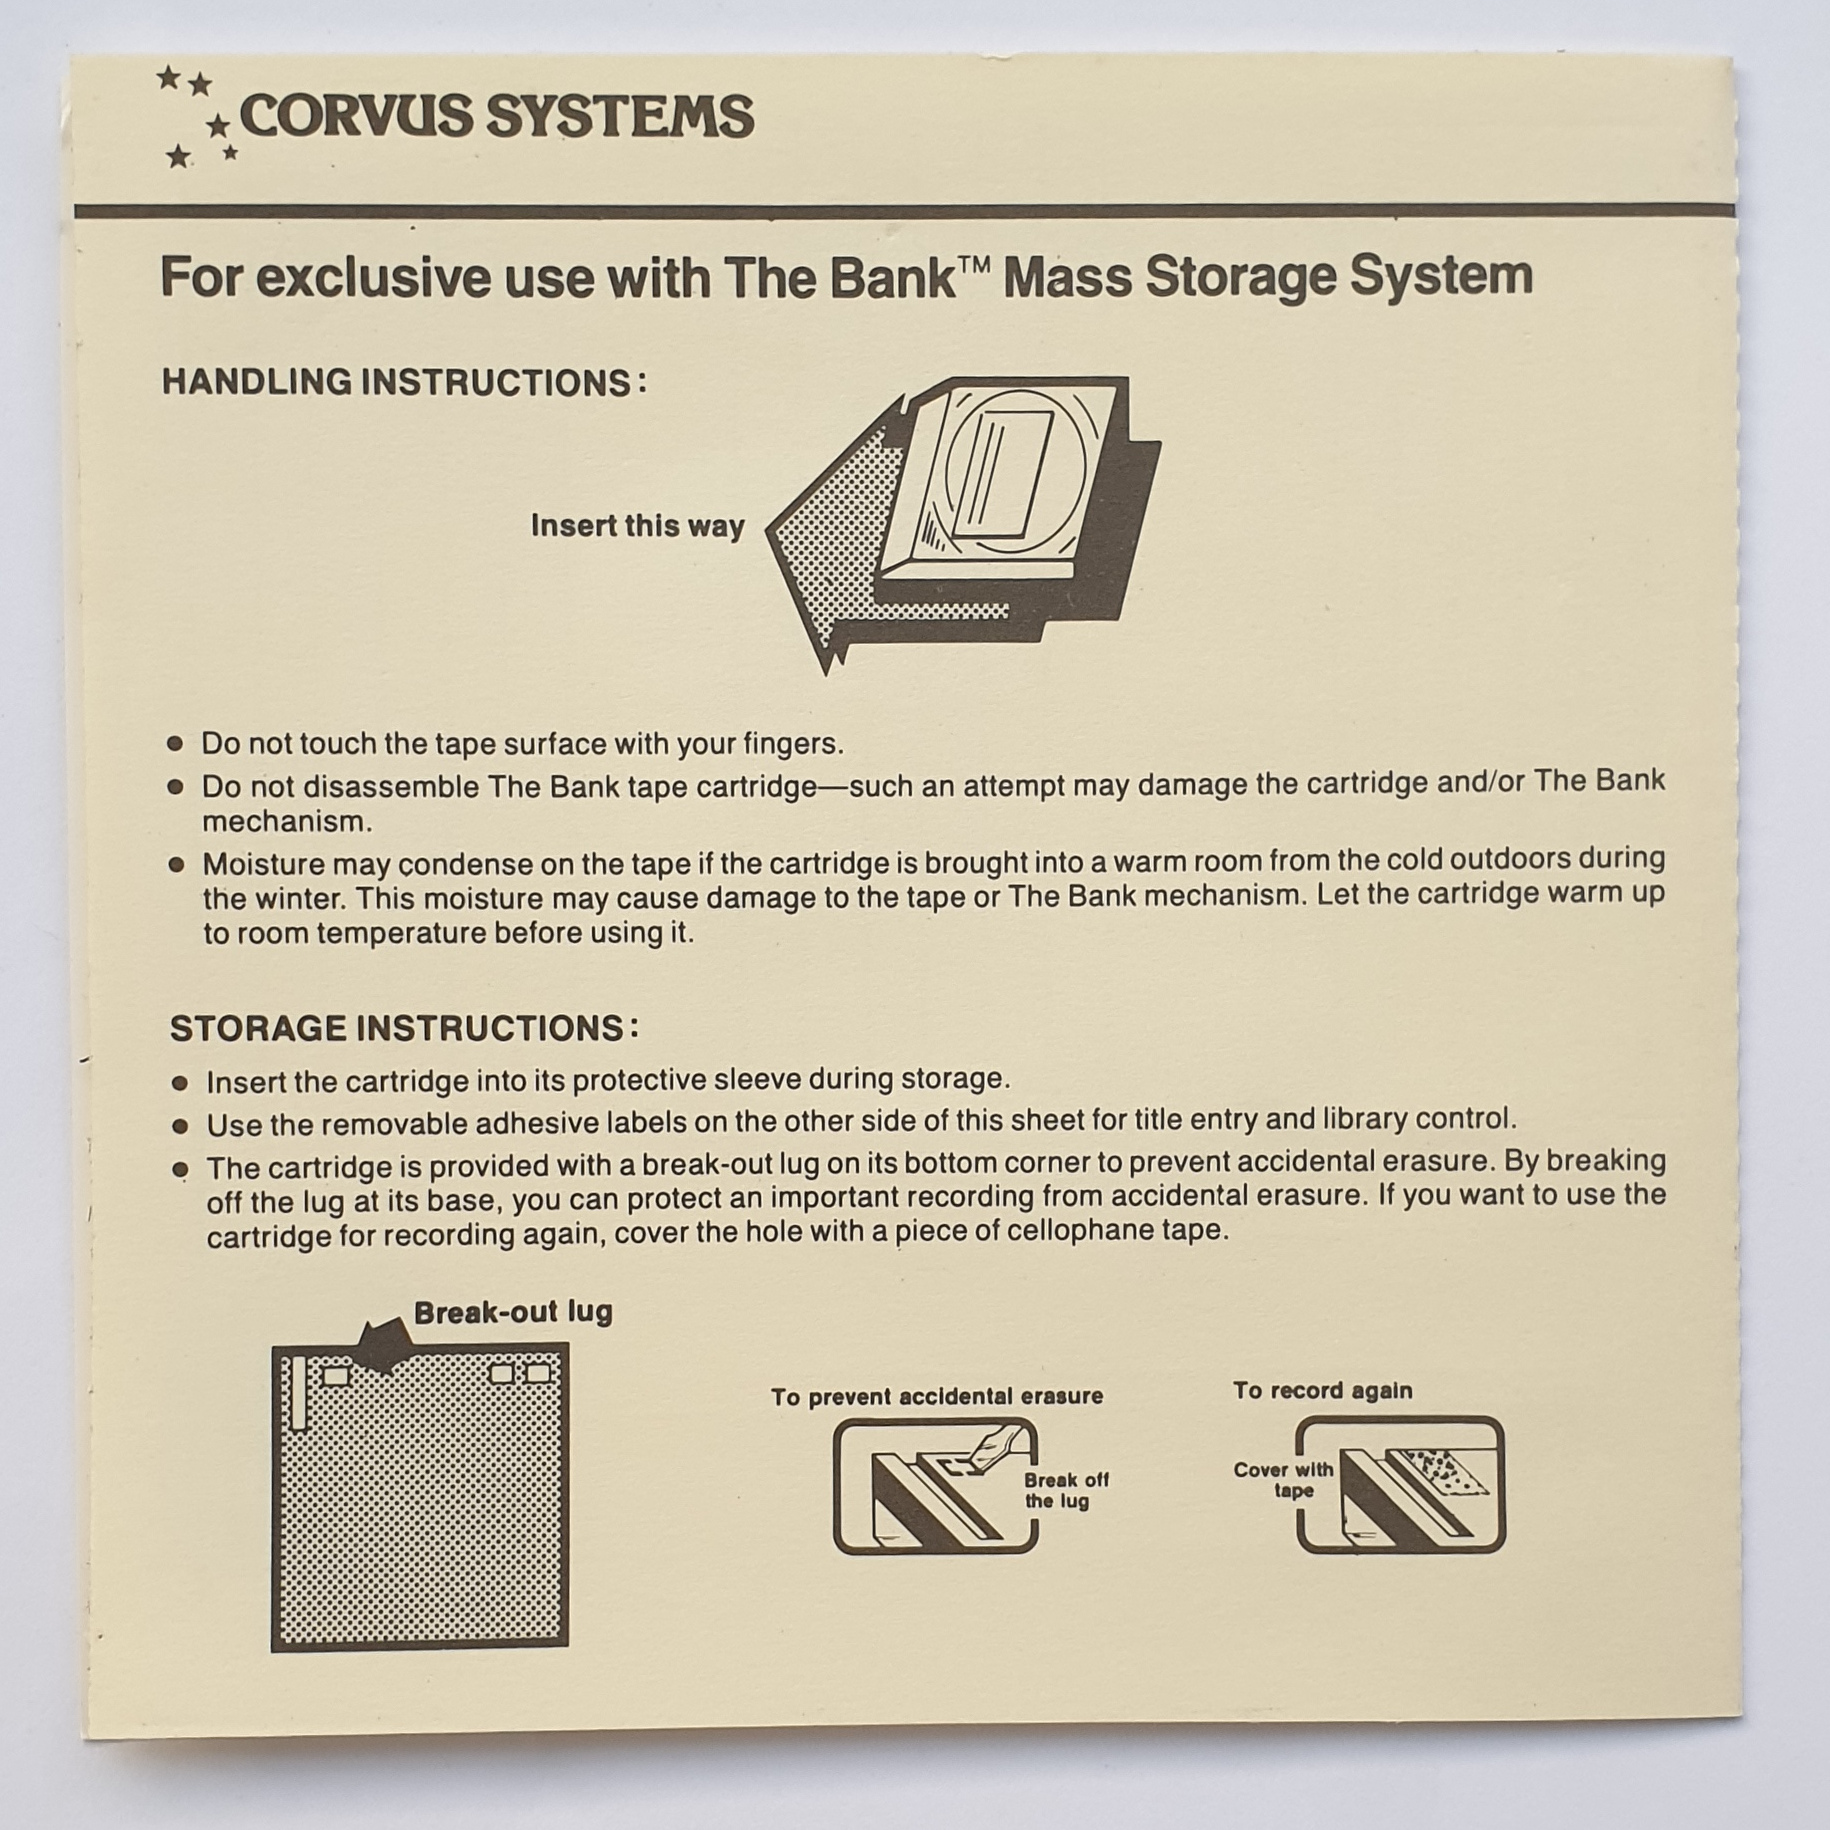 CORVUS SYSTEMS
For exclusive use with The Bank™ Mass Storage System
HANDLING INSTRUCTIONS:
Insert this way
● Do not touch the tape surface with your fingers.
● Do not disassemble The Bank tape cartridge—such an attempt may damage the cartridge and/or The Bank
mechanism.
● Moisture may condense on the tape if the cartridge is brought into a warm room from the cold outdoors during
the winter. This moisture may cause damage to the tape or The Bank mechanism. Let the cartridge warm up
to room temperature before using it.
STORAGE INSTRUCTIONS:
● Insert the cartridge into its protective sleeve during storage.
● Use the removable adhesive labels on the other side of this sheet for title entry and library control.
● The cartridge is provided with a break-out lug on its bottom corner to prevent accidental erasure. By breaking
off the lug at its base, you can protect an important recording from accidental erasure. If you want to use the
cartridge for recording again, cover the hole with a piece of cellophane tape.
Break-out lug
To prevent accidental erasure
Break off
the lug
To record again
Cover with
tape